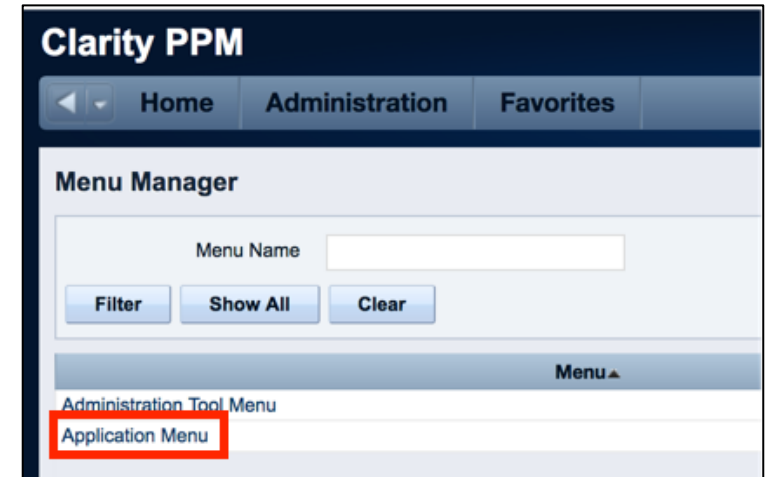 Clarity PPM
Home Administration Favorites
Menu Manager
Menu Name
Filter Show All Clear
Menu
Administration Tool Menu
Application Menu